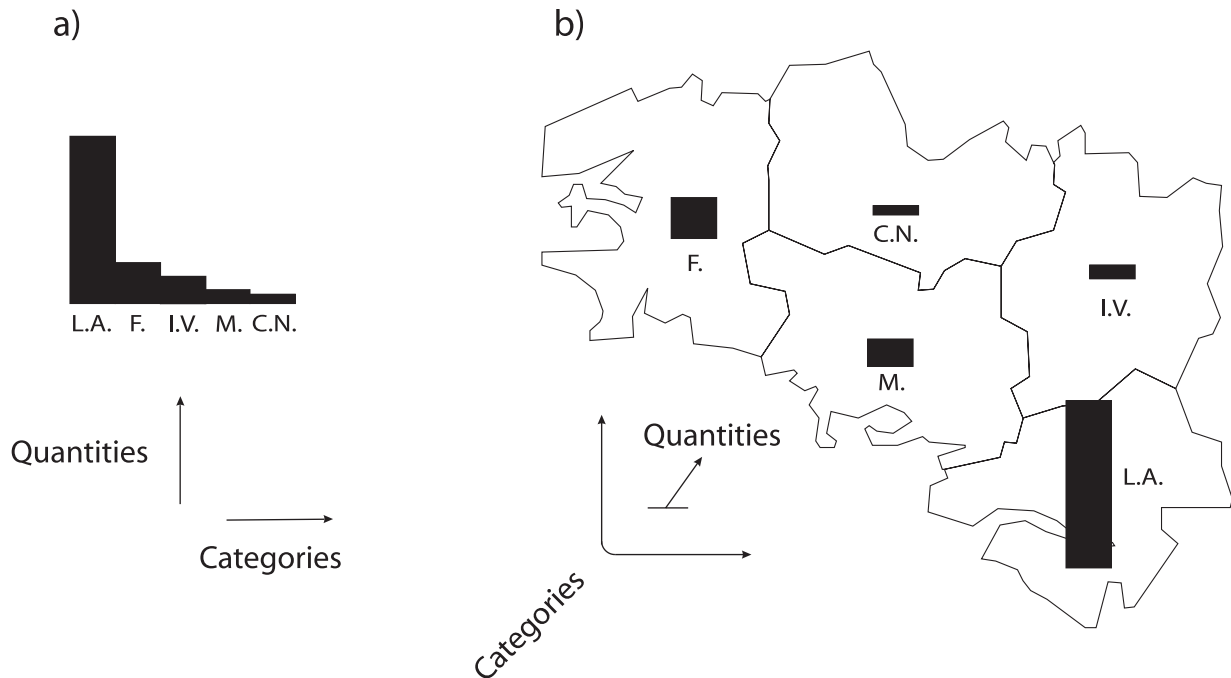 a)
L.A. F. I.V. M. C.N.
Quantities
Categories
b)
F.
C.N.
I.V.
M.
L.A.
Quantities
Categories